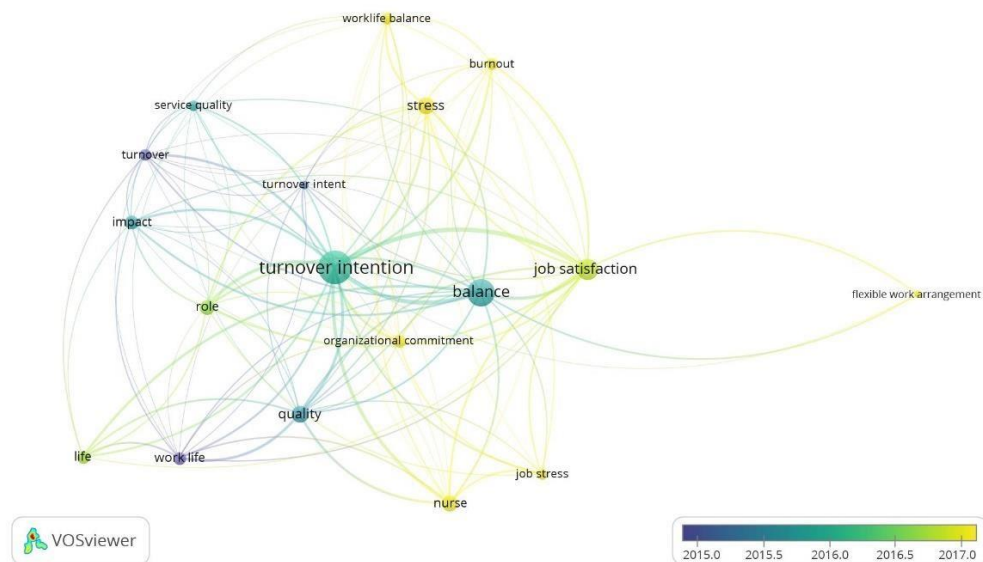 worklife balance
burnout
service quality
stress
turnover
turnover intent
impact
turnover intention
job satisfaction
balance
flexible work arrangement
role
organizational commitment
quality
life
work life
job stress
nurse
VOSviewer
2015.0 2015.5 2016.0 2016.5 2017.0